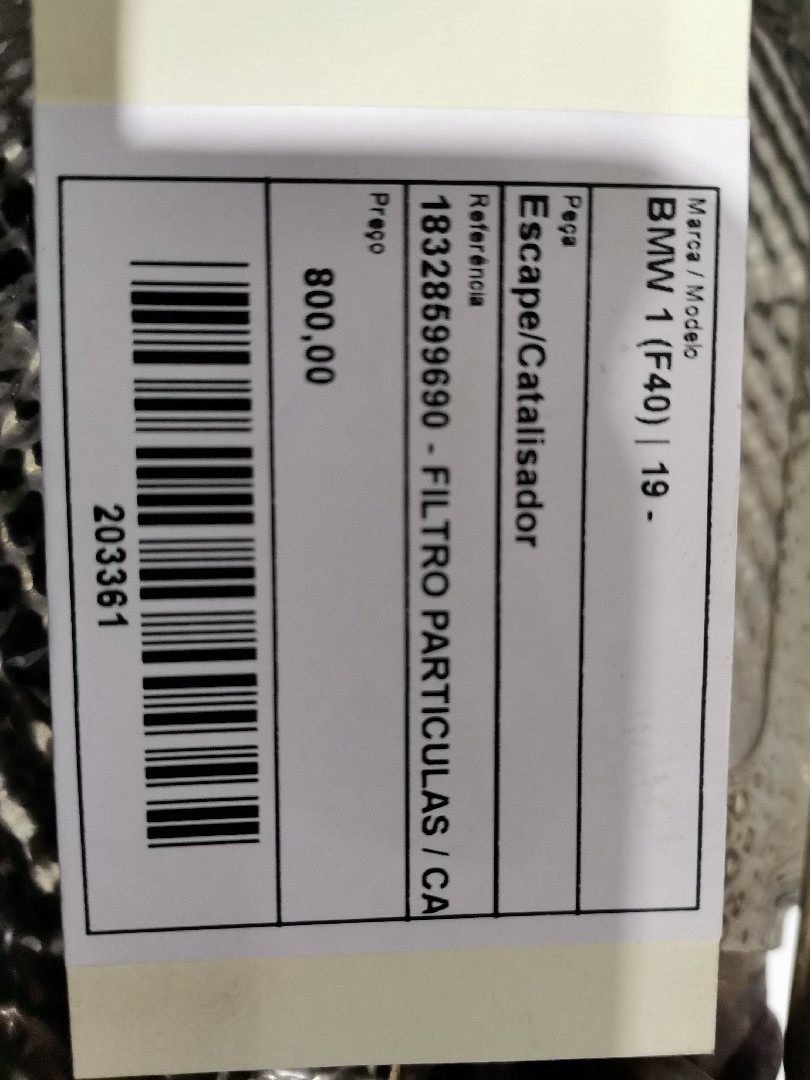 Marca / Modelo
BMW 1 (F40) | 19 -
Peça
Escape/Catalisador
Referência
18328599690 - FILTRO PARTICULAS / CA
Preço
800,00
203361